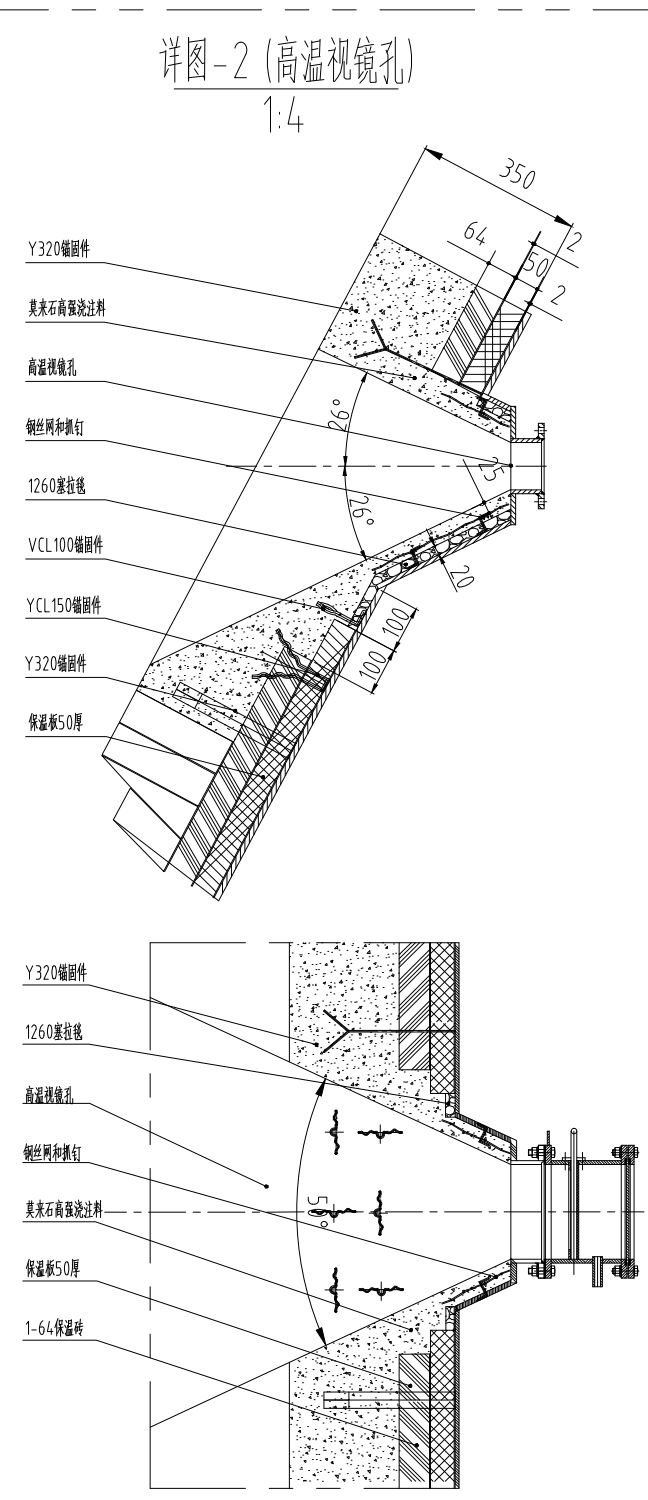 详图-2（高温视镜孔）
1:4
350
64
50
2
2
Y320锚固件
莫来石高强浇注料
高温视镜孔
钢丝网和抓钉
1260塞拉毯
VCL100锚固件
YCL150锚固件
Y320锚固件
保温板50厚
26°
26°
25
20
100
100
Y320锚固件
1260塞拉毯
高温视镜孔
钢丝网和抓钉
莫来石高强浇注料
保温板50厚
1-64保温砖
50°